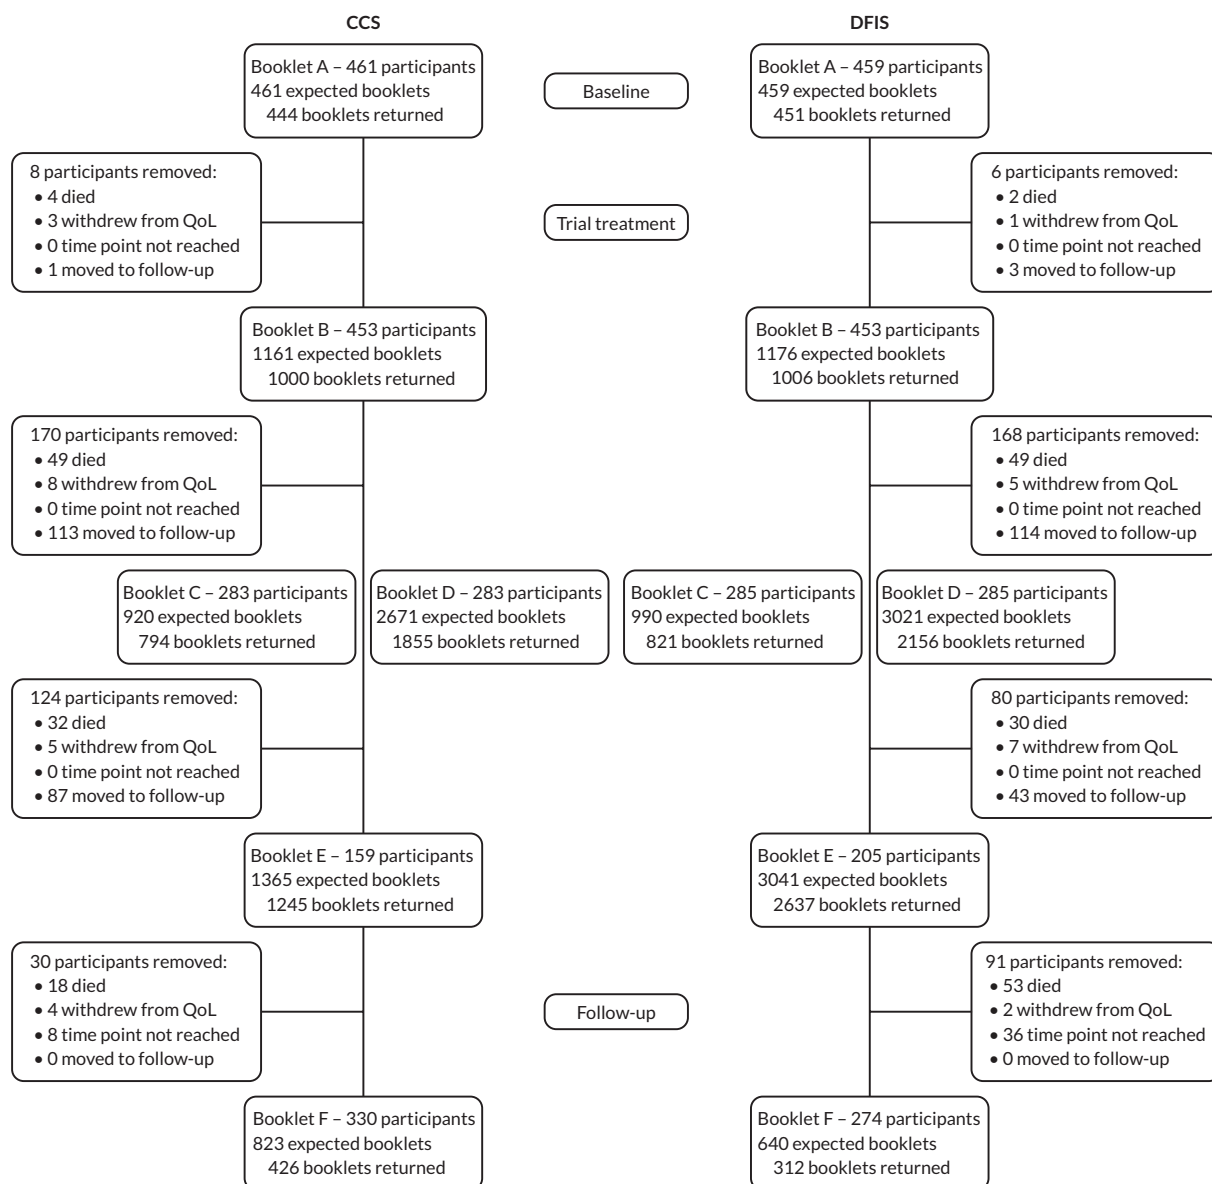 CCS
DFIS
Booklet A – 461 participants
461 expected booklets
444 booklets returned
Baseline
Booklet A – 459 participants
459 expected booklets
451 booklets returned
8 participants removed:
• 4 died
• 3 withdrew from QoL
• 0 time point not reached
• 1 moved to follow-up
Trial treatment
6 participants removed:
• 2 died
• 1 withdrew from QoL
• 0 time point not reached
• 3 moved to follow-up
Booklet B – 453 participants
1161 expected booklets
1000 booklets returned
Booklet B – 453 participants
1176 expected booklets
1006 booklets returned
170 participants removed:
• 49 died
• 8 withdrew from QoL
• 0 time point not reached
• 113 moved to follow-up
168 participants removed:
• 49 died
• 5 withdrew from QoL
• 0 time point not reached
• 114 moved to follow-up
Booklet C – 283 participants
920 expected booklets
794 booklets returned
Booklet D – 283 participants
2671 expected booklets
1855 booklets returned
Booklet C – 285 participants
990 expected booklets
821 booklets returned
Booklet D – 285 participants
3021 expected booklets
2156 booklets returned
124 participants removed:
• 32 died
• 5 withdrew from QoL
• 0 time point not reached
• 87 moved to follow-up
80 participants removed:
• 30 died
• 7 withdrew from QoL
• 0 time point not reached
• 43 moved to follow-up
Booklet E – 159 participants
1365 expected booklets
1245 booklets returned
Booklet E – 205 participants
3041 expected booklets
2637 booklets returned
30 participants removed:
• 18 died
• 4 withdrew from QoL
• 8 time point not reached
• 0 moved to follow-up
Follow-up
91 participants removed:
• 53 died
• 2 withdrew from QoL
• 36 time point not reached
• 0 moved to follow-up
Booklet F – 330 participants
823 expected booklets
426 booklets returned
Booklet F – 274 participants
640 expected booklets
312 booklets returned